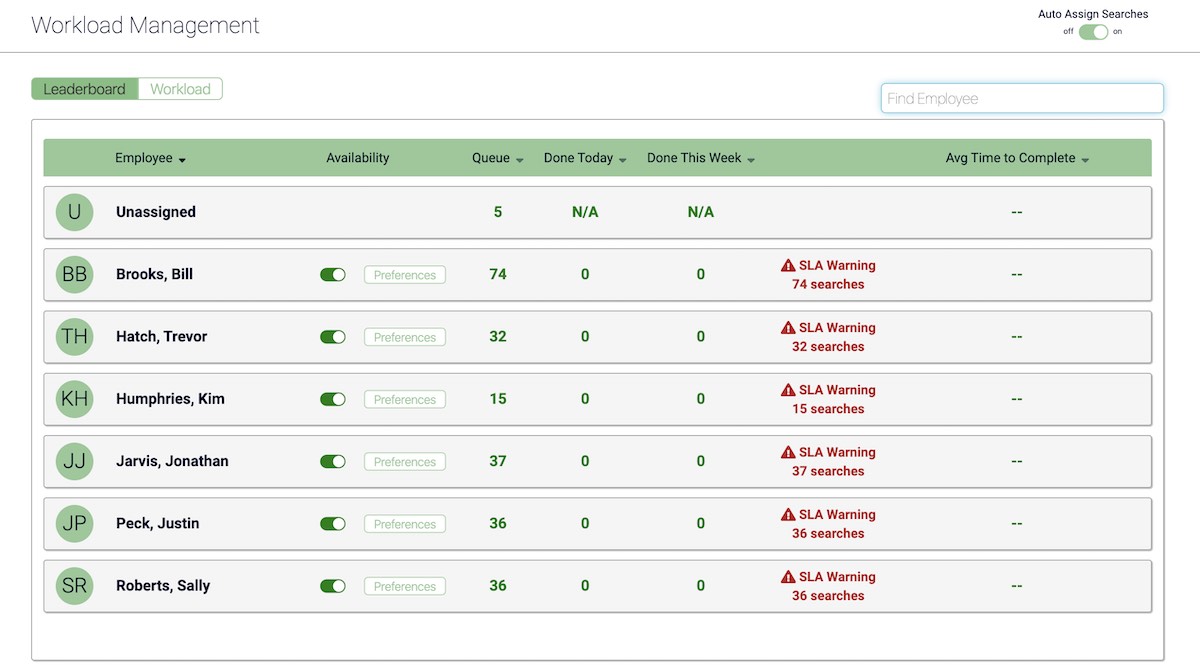 Workload Management
Auto Assign Searches
off on
Leaderboard Workload
Find Employee
Employee Availability Queue Done Today Done This Week Avg Time to Complete
U Unassigned 5 N/A N/A --
BB Brooks, Bill Preferences 74 0 0 SLA Warning --
74 searches
TH Hatch, Trevor Preferences 32 0 0 SLA Warning --
32 searches
KH Humphries, Kim Preferences 15 0 0 SLA Warning --
15 searches
JJ Jarvis, Jonathan Preferences 37 0 0 SLA Warning --
37 searches
JP Peck, Justin Preferences 36 0 0 SLA Warning --
36 searches
SR Roberts, Sally Preferences 36 0 0 SLA Warning --
36 searches